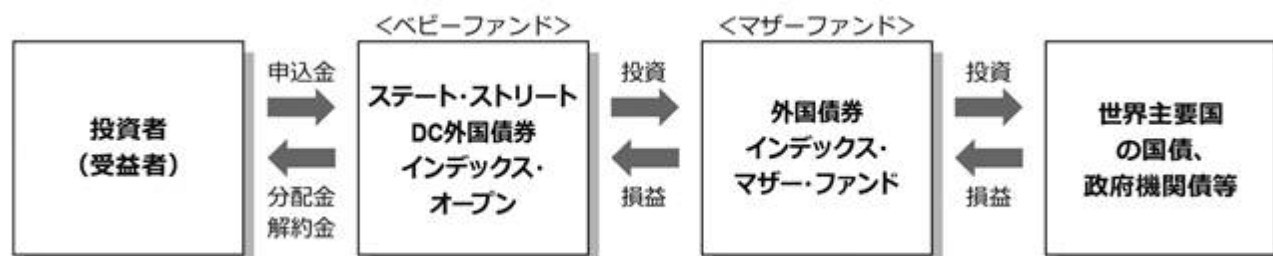 <ベビーファンド>
<マザーファンド>
投資者
(受益者)
申込金
分配金
解約金
ステート・ストリート
DC外国債券
インデックス・
オープン
投資
損益
外国債券
インデックス・
マザー・ファンド
投資
損益
世界主要国
の国債、
政府機関債等